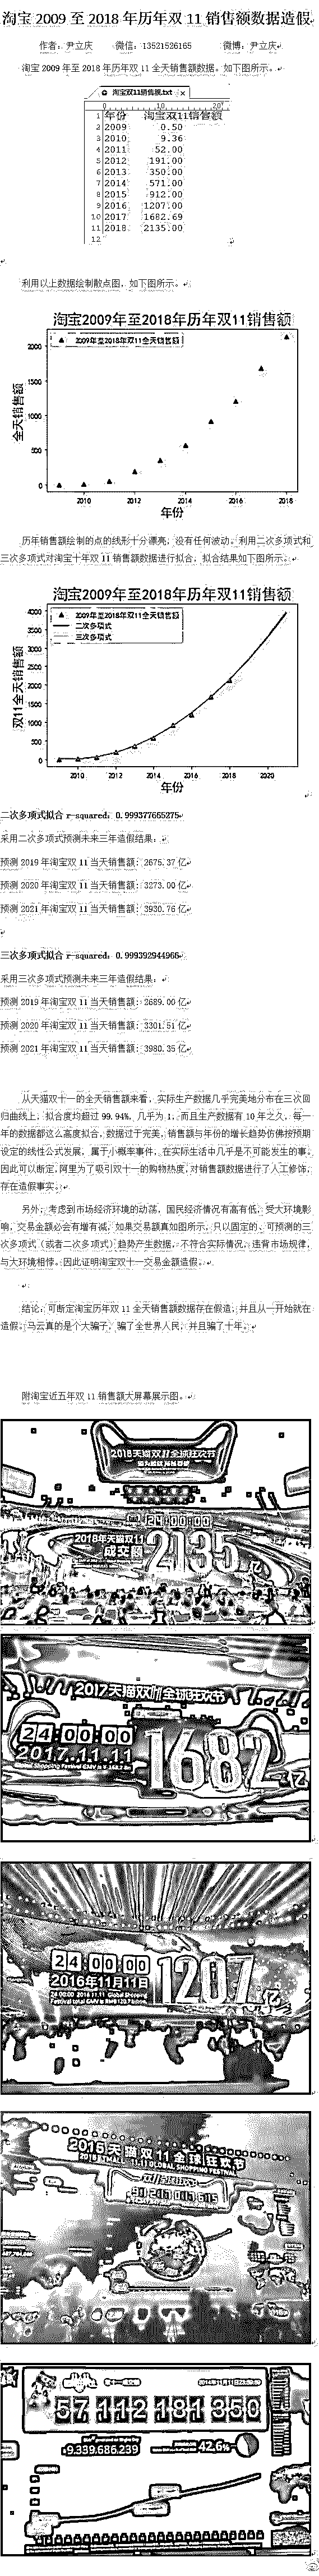 淘宝 2009 至 2018 年历年双 11 销售额数据造假
作者：尹立庆 微信：13521526165 微博：尹立庆
淘宝 2009 年至 2018 年历年双 11 全天销售额数据。如下图所示。
淘宝双11销售额.txt
年份 淘宝双11销售额
1 2009 0.50
2010 9.36
2011 52.00
2012 191.00
2013 350.00
2014 571.00
2015 912.00
2016 1207.00
2017 1682.69
2018 2135.00
利用以上数据绘制散点图，如下图所示。
淘宝2009年至2018年历年双11销售额
2009年至2018年双11全天销售额
全天销售额
2000
1500
1000
500
0
2010 2012 2014 2016 2018
年份
历年销售额绘制的点的线形十分漂亮，没有任何波动，利用二次多项式和
三次多项式对淘宝十年双 11 销售额数据进行拟合，拟合结果如下图所示。
淘宝2009年至2018年历年双11销售额
2009年至2018年双11全天销售额
二次多项式
三次多项式
双11全天销售额
4000
3500
3000
2500
2000
1500
1000
500
0
2010 2012 2014 2016 2018 2020
年份
二次多项式拟合 r-squared：0.999377655275
采用二次多项式预测未来三年造假结果：
预测 2019 年淘宝双 11 当天销售额：2675.37 亿
预测 2020 年淘宝双 11 当天销售额：3273.00 亿
预测 2021 年淘宝双 11 当天销售额：3930.76 亿
三次多项式拟合 r-squared：0.999392944966
采用三次多项式预测未来三年造假结果：
预测 2019 年淘宝双 11 当天销售额：2689.00 亿
预测 2020 年淘宝双 11 当天销售额：3301.51 亿
预测 2021 年淘宝双 11 当天销售额：3980.35 亿
从天猫双十一的全天销售额来看，实际生产数据几乎完美地分布在三次回
归曲线上，拟合度均超过 99.94%，几乎为 1，而且生产数据有 10 年之久，每一
年的数据都这么高度拟合，数据过于完美，销售额与年份的增长趋势仿佛按预期
设定的线性公式发展，属于小概率事件，在实际生活中几乎是不可能发生的事，
因此可以断定，阿里为了吸引双十一的购物热度，对销售额数据进行了人工修饰，
存在造假事实。
另外，考虑到市场经济环境的动荡，国民经济情况有高有低，受大环境影
响，交易金额必会有增有减，如果交易额真如图所示，只以固定的、可预测的三
次多项式（或者二次多项式）趋势产生数据，不符合实际情况，违背市场规律，
与大环境相悖。因此证明淘宝双十一交易金额造假。
结论：可断定淘宝历年双 11 全天销售额数据存在假造，并且从一开始就在
造假，马云真的是个大骗子，骗了全世界人民，并且骗了十年。
附淘宝近五年双 11 销售额大屏幕展示图。
2018天猫双11全球狂欢节
24:00:00
2018年天猫双11
成交额 2135
2017天猫双11全球狂欢节
24:00:00
2017.11.11
Global Shopping Festival GMV
1682 亿
24:00:00
2016年11月11日
24:00:00 2016.11.11 Global Shopping
Festival total GMV is RMB 120.7 billion
1207 亿
天猫双11全球狂欢节
57 112 181 350
9,339,686,239
42.6%